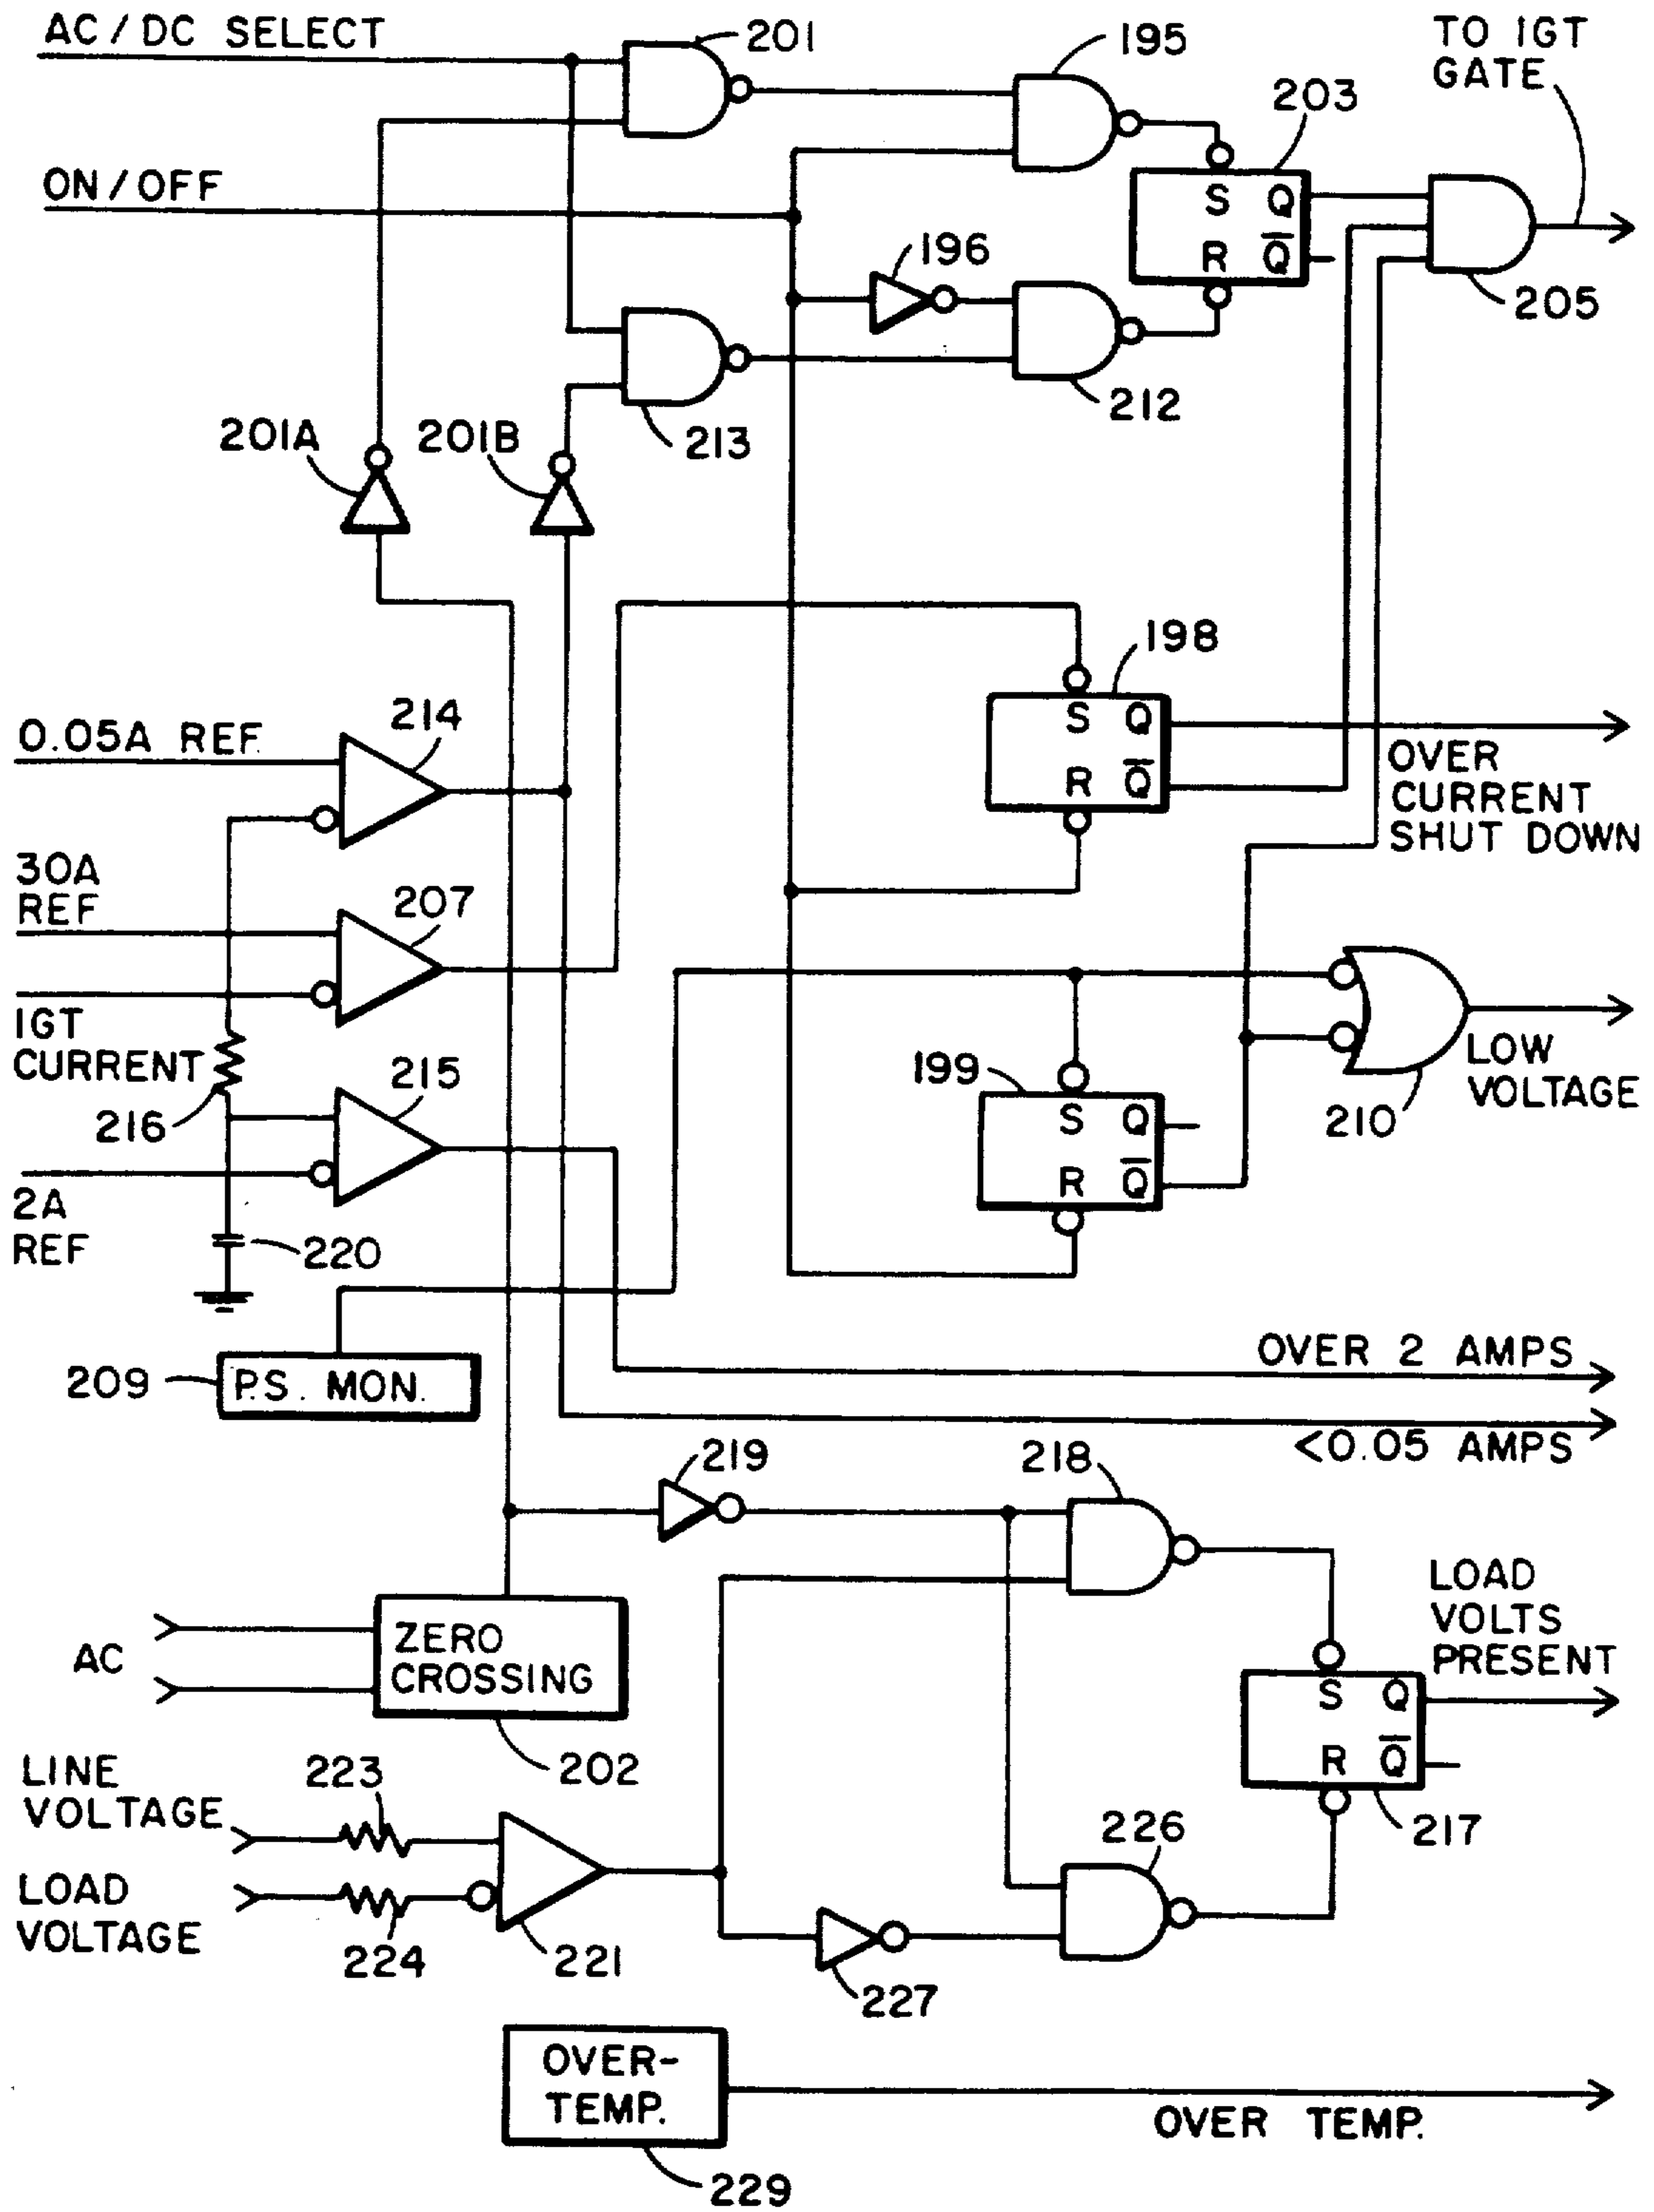 AC/DC SELECT
201
195
TO IGT
GATE
203
ON/OFF
S Q
196
R Q̅
205
212
201A
201B
213
198
0.05A REF.
214
S Q
OVER
CURRENT
SHUT DOWN
R Q̅
30A
REF
207
IGT
CURRENT
LOW
VOLTAGE
215
199
216
S Q
210
R Q̅
2A
REF
220
OVER 2 AMPS
209
P.S. MON.
<0.05 AMPS
219
218
LOAD
VOLTS
PRESENT
AC
ZERO
CROSSING
S Q
202
R Q̅
LINE
VOLTAGE
223
217
226
LOAD
VOLTAGE
224
221
227
OVER-
TEMP.
OVER TEMP.
229